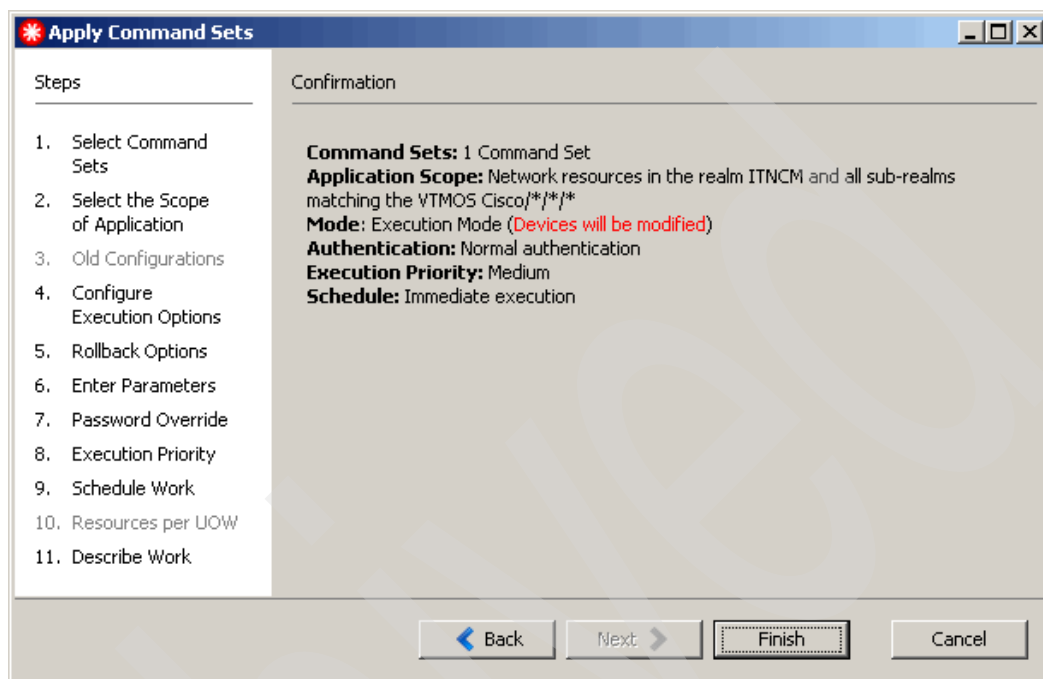 Apply Command Sets
Steps
1. Select Command
Sets
2. Select the Scope
of Application
3. Old Configurations
4. Configure
Execution Options
5. Rollback Options
6. Enter Parameters
7. Password Override
8. Execution Priority
9. Schedule Work
10. Resources per UOW
11. Describe Work
Confirmation
Command Sets: 1 Command Set
Application Scope: Network resources in the realm ITNCM and all sub-realms
matching the VTMOS Cisco/*/*/*
Mode: Execution Mode (Devices will be modified)
Authentication: Normal authentication
Execution Priority: Medium
Schedule: Immediate execution
Back
Next
Finish
Cancel